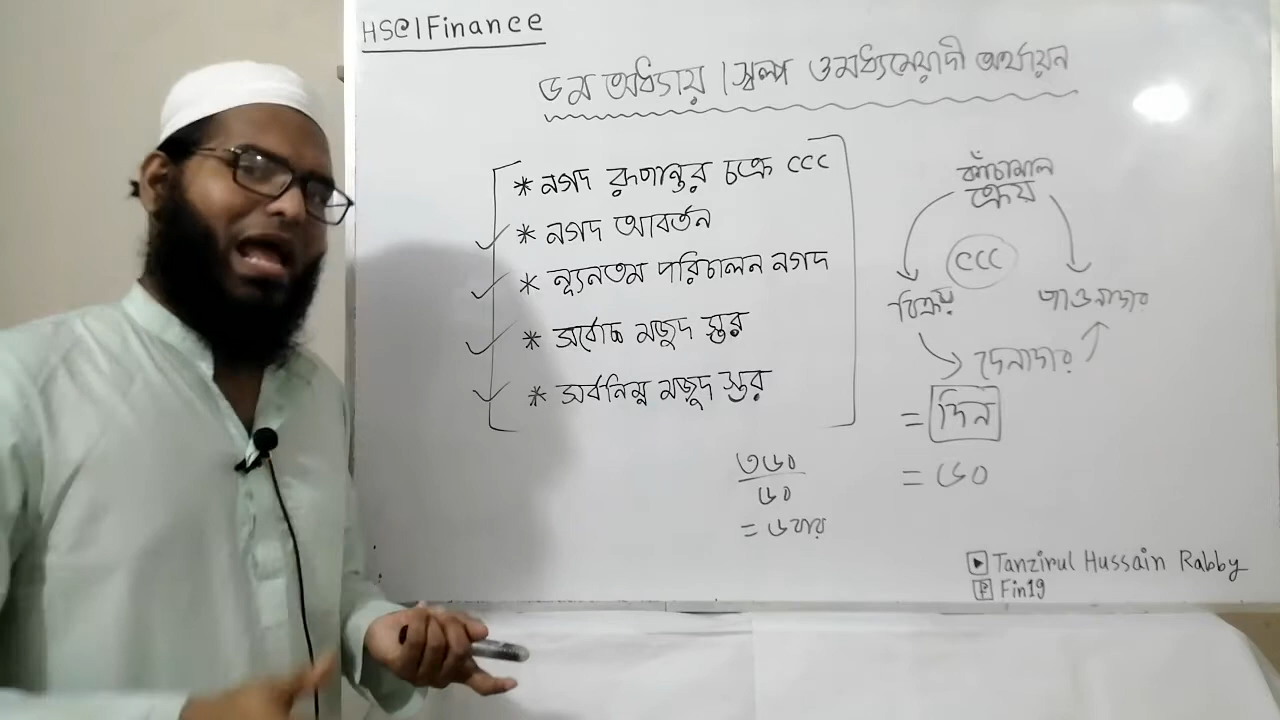 HSC | Finance
৬ষ্ঠ অধ্যায় । স্বল্প ও মধ্যমেয়াদী অর্থায়ন
* নগদ রূপান্তর চক্র CCC
* নগদ আবর্তন
* ন্যূনতম পরিচালন নগদ
* সর্বোচ্চ মজুদ স্তর
* সর্বনিম্ন মজুদ স্তর
৩৬০
৬০
= ৬ বার
কাঁচামাল
ক্রয়
CCC
বিক্রয়
পাওনাদার
দেনাদার
= দিন
= ৬০
Tanzirul Hussain Rabby
Fin19